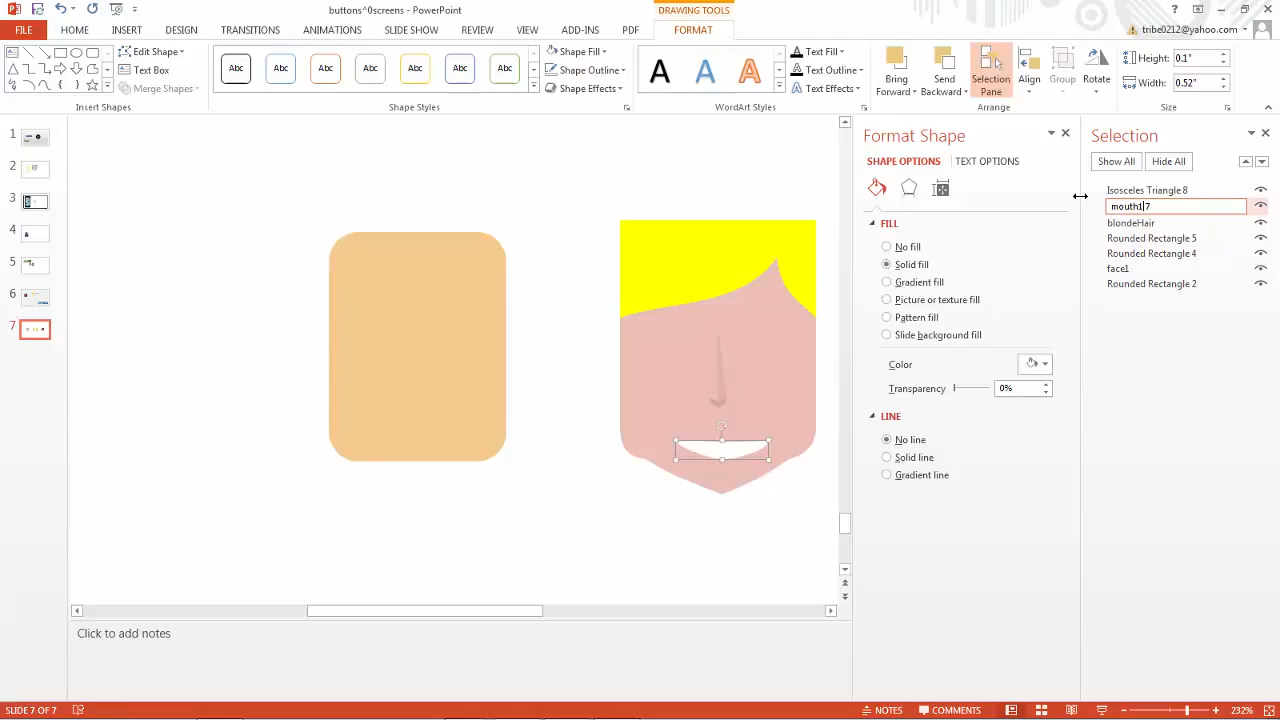 buttons^0screens - PowerPoint
DRAWING TOOLS
FILE HOME INSERT DESIGN TRANSITIONS ANIMATIONS SLIDE SHOW REVIEW VIEW ADD-INS PDF FORMAT
tribe0212@yahoo.com
Edit Shape
Text Box
Merge Shapes
Insert Shapes
Abc Abc Abc Abc Abc Abc Abc
Shape Fill
Shape Outline
Shape Effects
Shape Styles
A A A
Text Fill
Text Outline
Text Effects
WordArt Styles
Bring Forward
Send Backward
Selection Pane
Align
Group
Rotate
Arrange
Height: 0.1"
Width: 0.52"
Size
1
2
3
4
5
6
7
Format Shape
SHAPE OPTIONS TEXT OPTIONS
FILL
No fill
Solid fill
Gradient fill
Picture or texture fill
Pattern fill
Slide background fill
Color
Transparency 0%
LINE
No line
Solid line
Gradient line
Selection
Show All Hide All
Isosceles Triangle 8
mouth17
blondeHair
Rounded Rectangle 5
Rounded Rectangle 4
face1
Rounded Rectangle 2
Click to add notes
SLIDE 7 OF 7
NOTES COMMENTS 232%